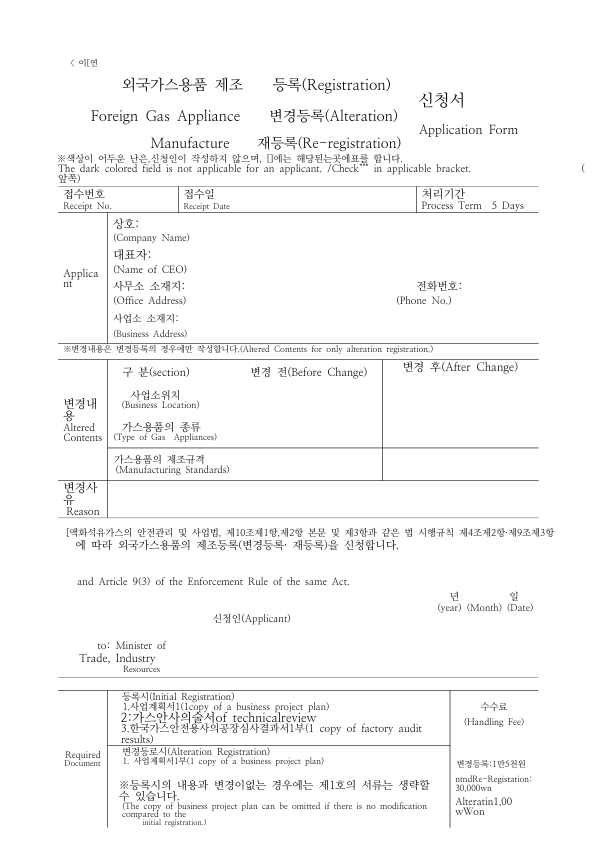 〈 이[연
외국가스용품 제조 등록(Registration)
신청서
Foreign Gas Appliance 변경등록(Alteration)
Application Form
Manufacture 재등록(Re-registration)
※색상이 어두운 난은.신청인이 작성하지 않으며, []에는 해당되는곳에표를 합니다.
The dark colored field is not applicable for an applicant. /Check*** in applicable bracket. (
앞쪽)
접수번호 접수일 처리기간
Receipt No. Receipt Date Process Term 5 Days
상호:
(Company Name)
대표자:
Applica
nt
(Name of CEO)
사무소 소재지: 전화번호:
(Office Address) (Phone No.)
사업소 소재지:
(Business Address)
※변경내용은 변경등록의 경우에만 작성합니다.(Altered Contents for only alteration registration,)
구 분(section) 변경 전(Before Change) 변경 후(After Change)
변경내
용
Altered
Contents
사업소위치
(Business Location)
가스용품의 종류
(Type of Gas Appliances)
가스용품의 제조규격
(Manufacturing Standards)
변경사
유
Reason
[액화석유가스의 안전관리 및 사업법, 제10조제1항,제2항 본문 및 제3항과 같은 법 시행규칙 제4조제2항·제9조제3항
에 따라 외국가스용품의 제조등록(변경등록· 재등록)을 신청합니다.
and Article 9(3) of the Enforcement Rule of the same Act.
년 일
(year) (Month) (Date)
신청인(Applicant)
to: Minister of
Trade, Industry
Resources
Required
Document
등록시(Initial Registration)
1.사업계획서1(1copy of a business project plan)
2:가스안사의술서of technicalreview
3.한국가스안전용사의공장심사결과서1부(1 copy of factory audit
results)
변경등로시(Alteration Registration)
1. 사업계획서1부(1 copy of a business project plan)
※등록시의 내용과 변경이없는 경우에는 제1호의 서류는 생략할
수 있습니다.
(The copy of business project plan can be omitted if there is no modification
compared to the
initial registration.)
수수료
(Handling Fee)
변경등록:1만5천원
ntndRe-Registation:
30,000wn
Alteratin1,00
wWon